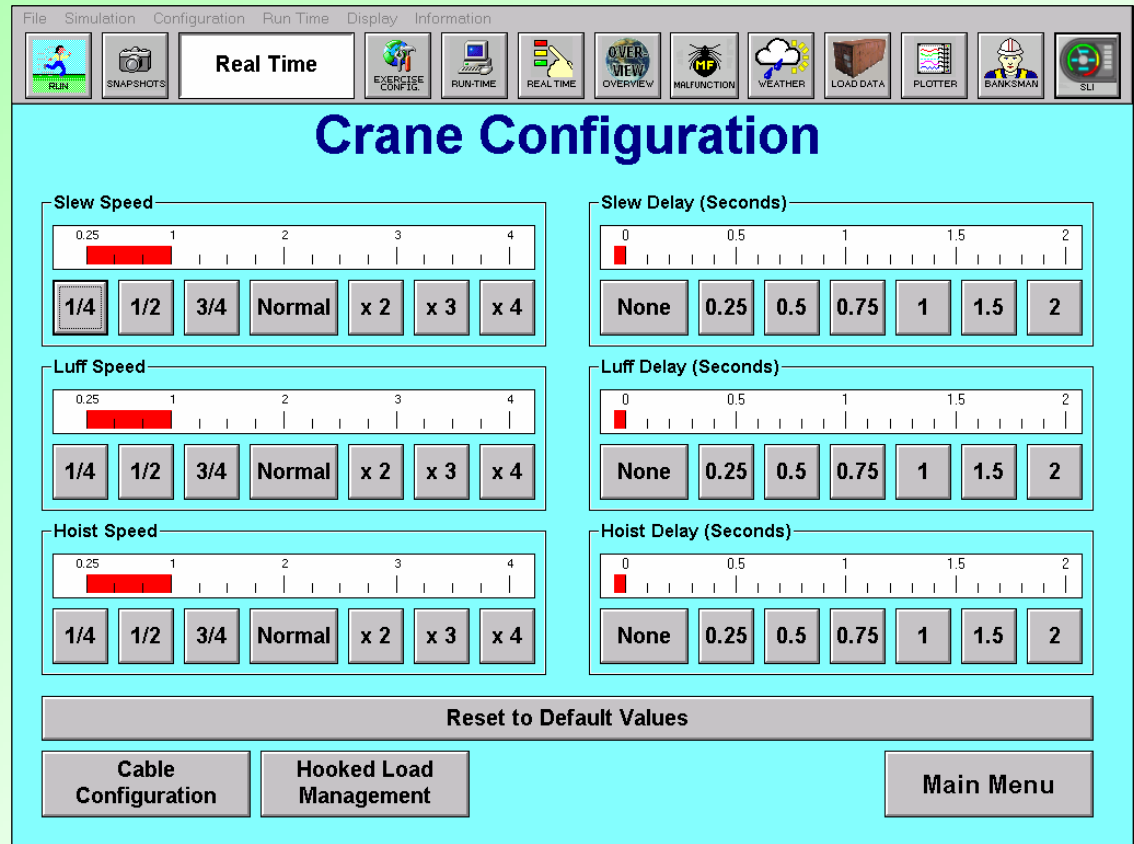 File Simulation Configuration Run Time Display Information
RUN
SNAPSHOTS
Real Time
EXERCISE
CONFIG.
RUN-TIME
REAL TIME
OVER-
VIEW
OVERVIEW
MF
MALFUNCTION
WEATHER
LOAD DATA
PLOTTER
BANKSMAN
SLI
Crane Configuration
Slew Speed
0.25 1 2 3 4
1/4 1/2 3/4 Normal x 2 x 3 x 4
Slew Delay (Seconds)
0 0.5 1 1.5 2
None 0.25 0.5 0.75 1 1.5 2
Luff Speed
0.25 1 2 3 4
1/4 1/2 3/4 Normal x 2 x 3 x 4
Luff Delay (Seconds)
0 0.5 1 1.5 2
None 0.25 0.5 0.75 1 1.5 2
Hoist Speed
0.25 1 2 3 4
1/4 1/2 3/4 Normal x 2 x 3 x 4
Hoist Delay (Seconds)
0 0.5 1 1.5 2
None 0.25 0.5 0.75 1 1.5 2
Reset to Default Values
Cable
Configuration
Hooked Load
Management
Main Menu